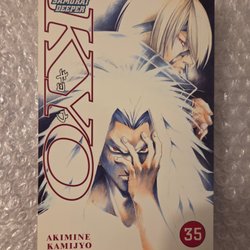 SAMURAI
DEEPER
KYO
AKIMINE
KAMIJYO
35